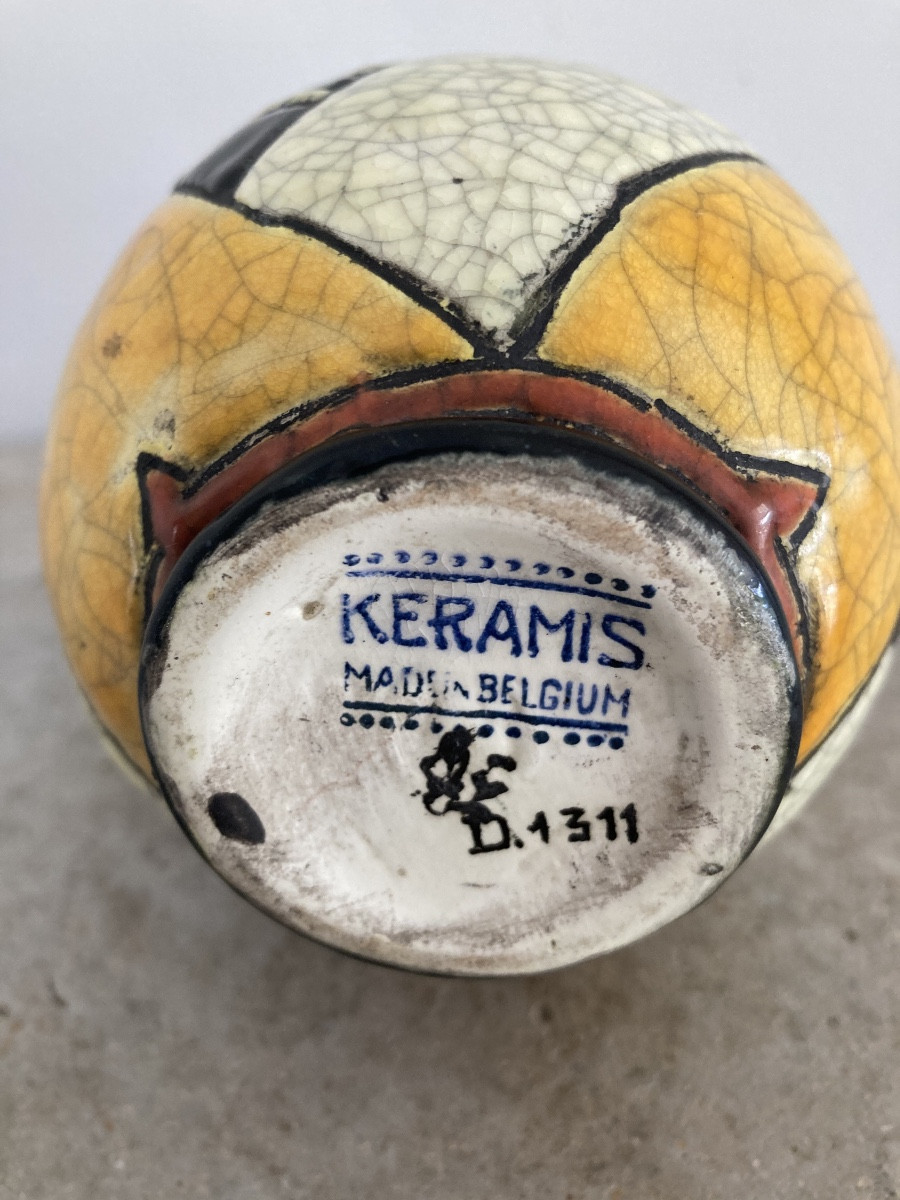 KERAMIS
MADE IN BELGIUM
D.1311